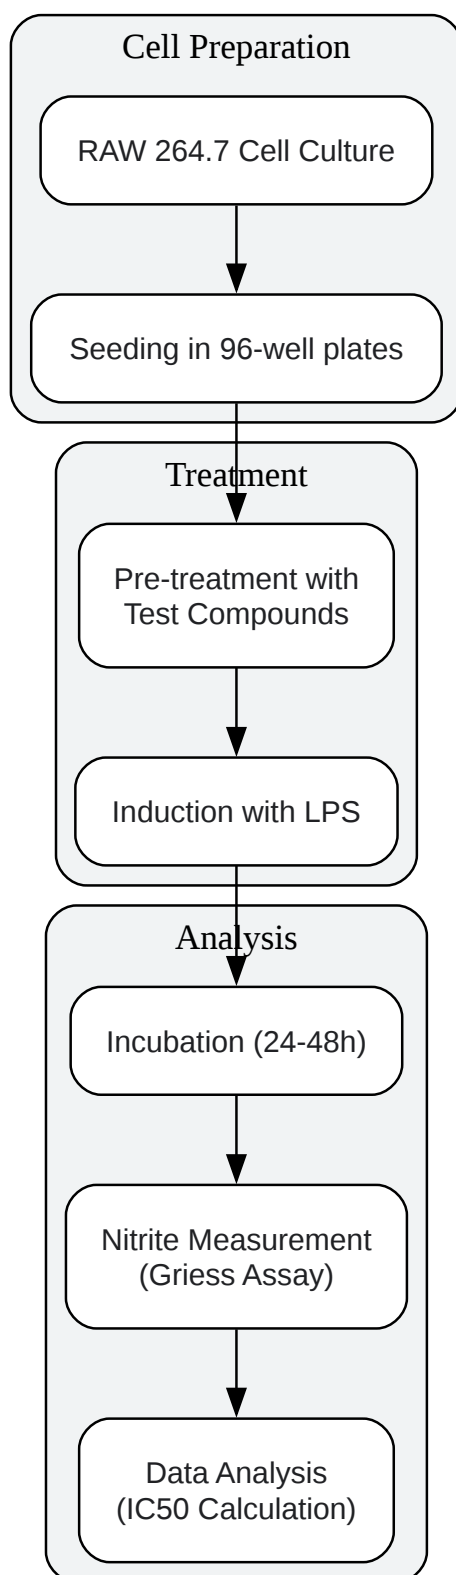 Cell Preparation
RAW 264.7 Cell Culture
Seeding in 96-well plates
Treatment
Pre-treatment with
Test Compounds
Induction with LPS
Analysis
Incubation (24-48h)
Nitrite Measurement
(Griess Assay)
Data Analysis
(IC50 Calculation)